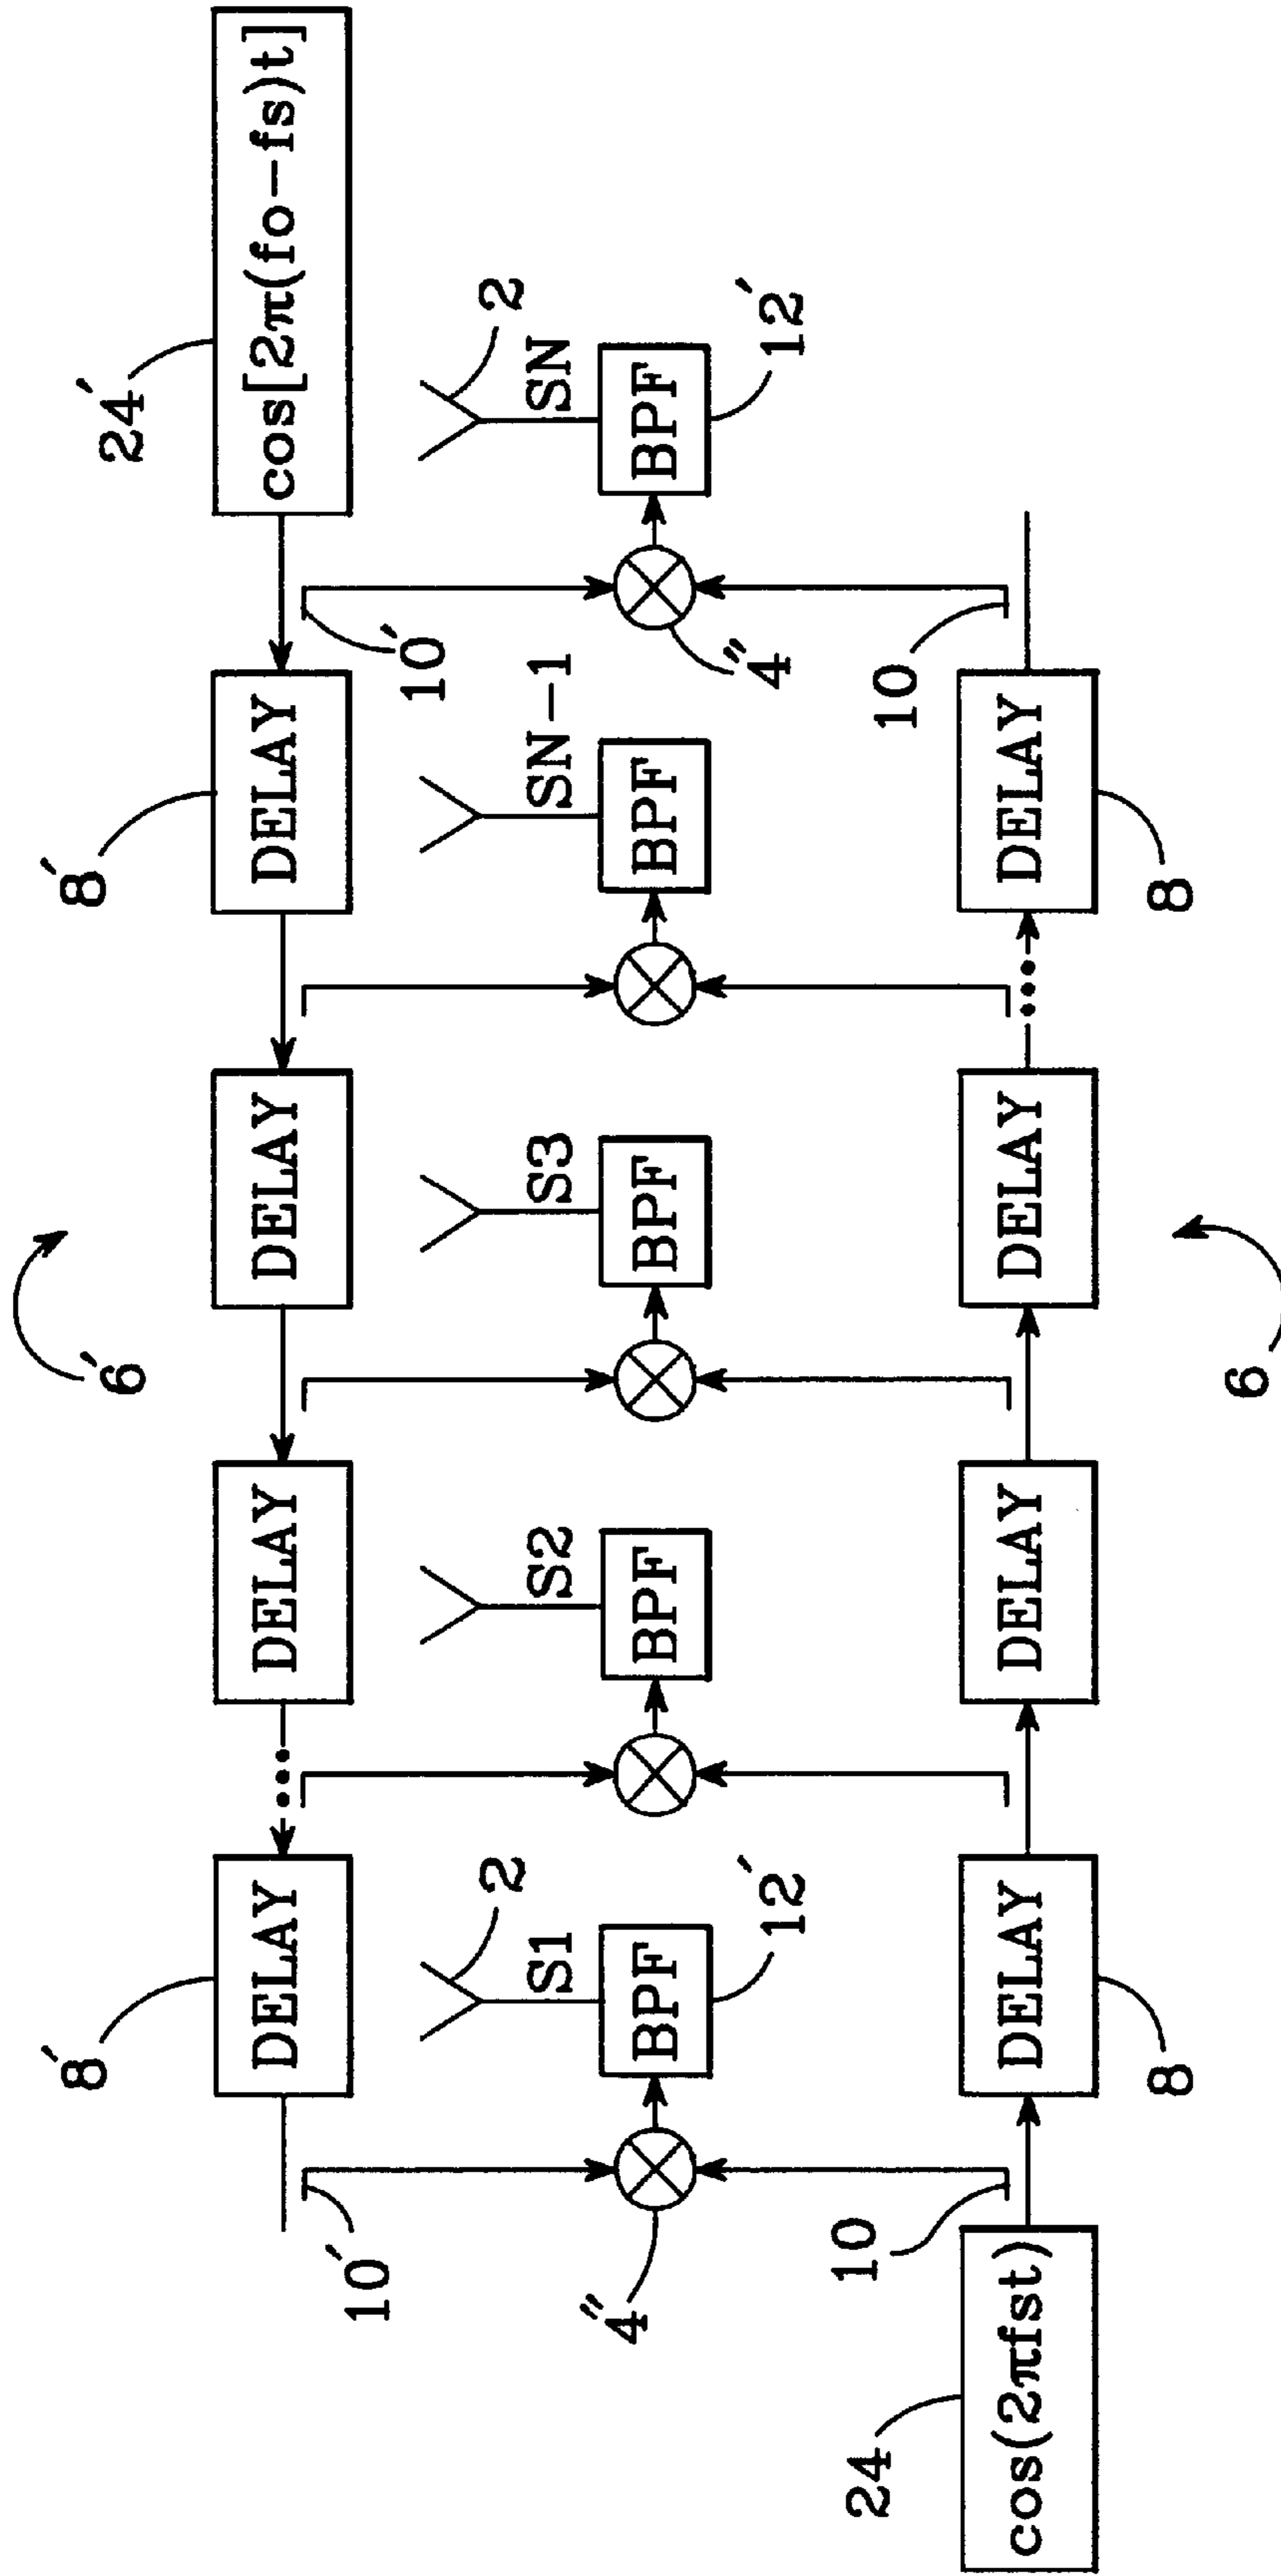 6'
8'
8'
24'
DELAY
...
DELAY
DELAY
DELAY
cos[2π(fo-fs)t]
10'
10'
2
2
S1
S2
S3
SN-1
SN
BPF
BPF
BPF
BPF
BPF
4"
12'
4"
12'
24
10
10
cos(2πfst)
DELAY
DELAY
DELAY
...
DELAY
8
8
6